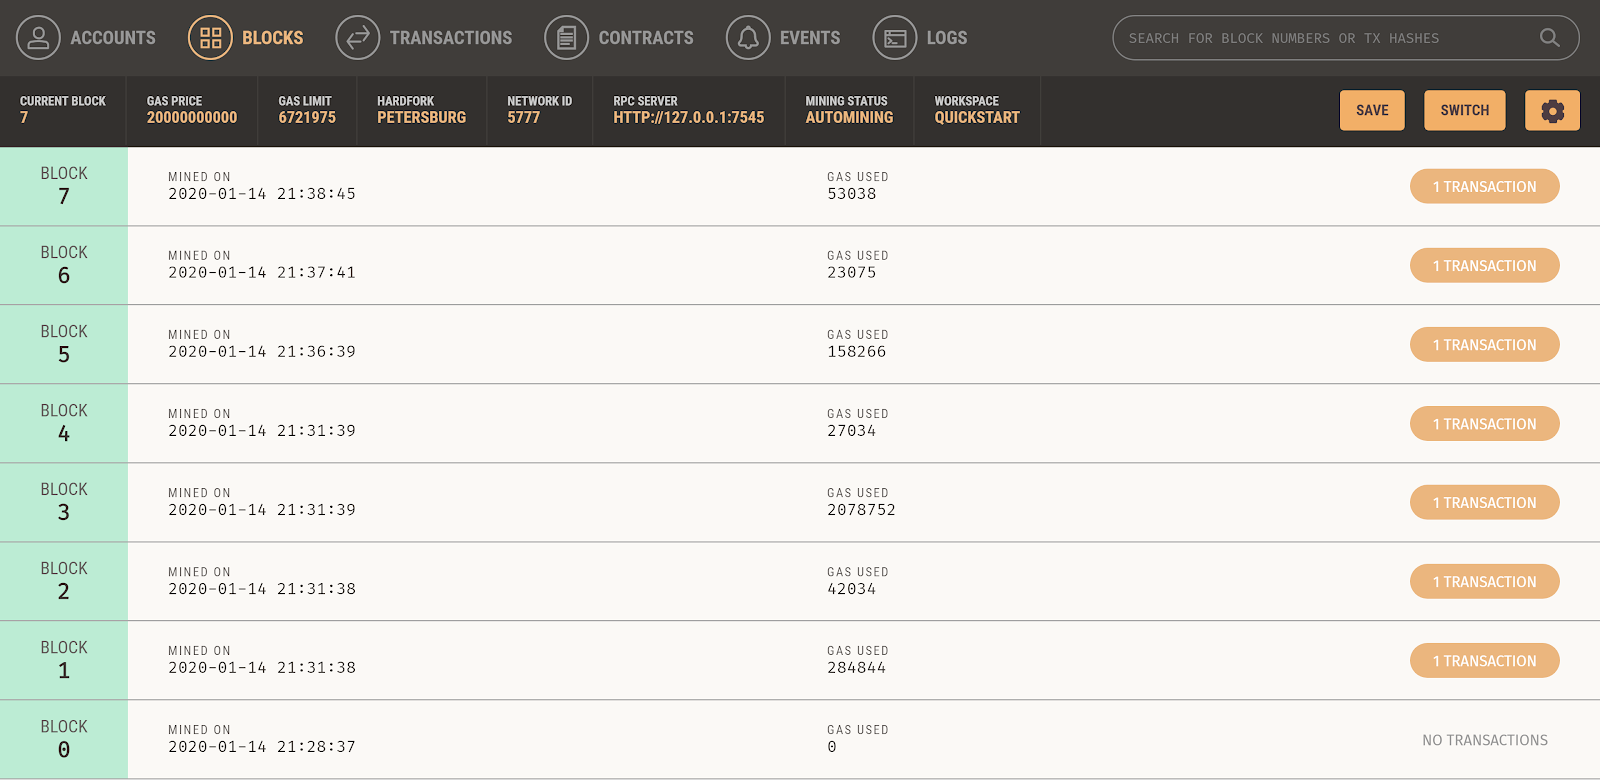 ACCOUNTS BLOCKS TRANSACTIONS CONTRACTS EVENTS LOGS SEARCH FOR BLOCK NUMBERS OR TX HASHES
CURRENT BLOCK GAS PRICE GAS LIMIT HARDFORK NETWORK ID RPC SERVER MINING STATUS WORKSPACE
7 20000000000 6721975 PETERSBURG 5777 HTTP://127.0.0.1:7545 AUTOMINING QUICKSTART
SAVE SWITCH
BLOCK MINED ON GAS USED
7 2020-01-14 21:38:45 53038 1 TRANSACTION
BLOCK MINED ON GAS USED
6 2020-01-14 21:37:41 23075 1 TRANSACTION
BLOCK MINED ON GAS USED
5 2020-01-14 21:36:39 158266 1 TRANSACTION
BLOCK MINED ON GAS USED
4 2020-01-14 21:31:39 27034 1 TRANSACTION
BLOCK MINED ON GAS USED
3 2020-01-14 21:31:39 2078752 1 TRANSACTION
BLOCK MINED ON GAS USED
2 2020-01-14 21:31:38 42034 1 TRANSACTION
BLOCK MINED ON GAS USED
1 2020-01-14 21:31:38 284844 1 TRANSACTION
BLOCK MINED ON GAS USED
0 2020-01-14 21:28:37 0 NO TRANSACTIONS